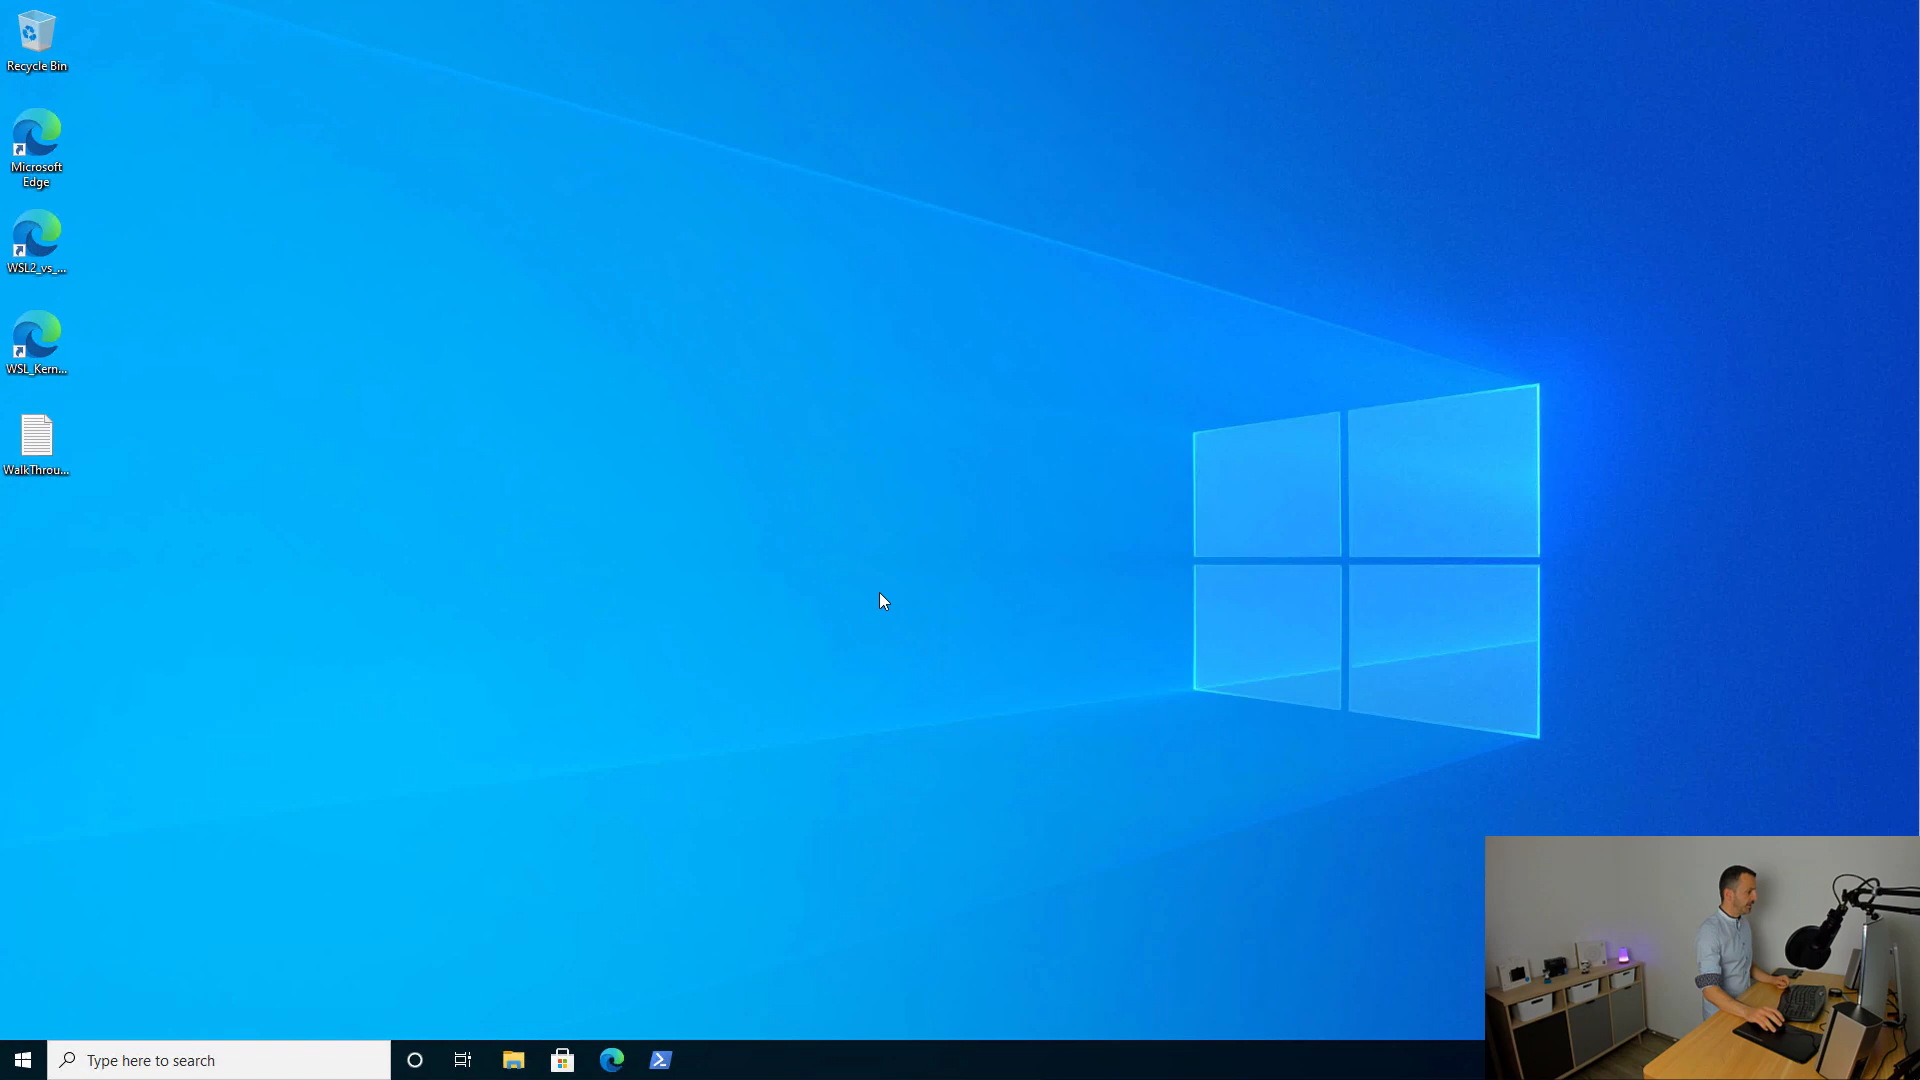 Recycle Bin
Microsoft
Edge
WSL2_vs_...
WSL_Kern...
WalkThrou...
Type here to search